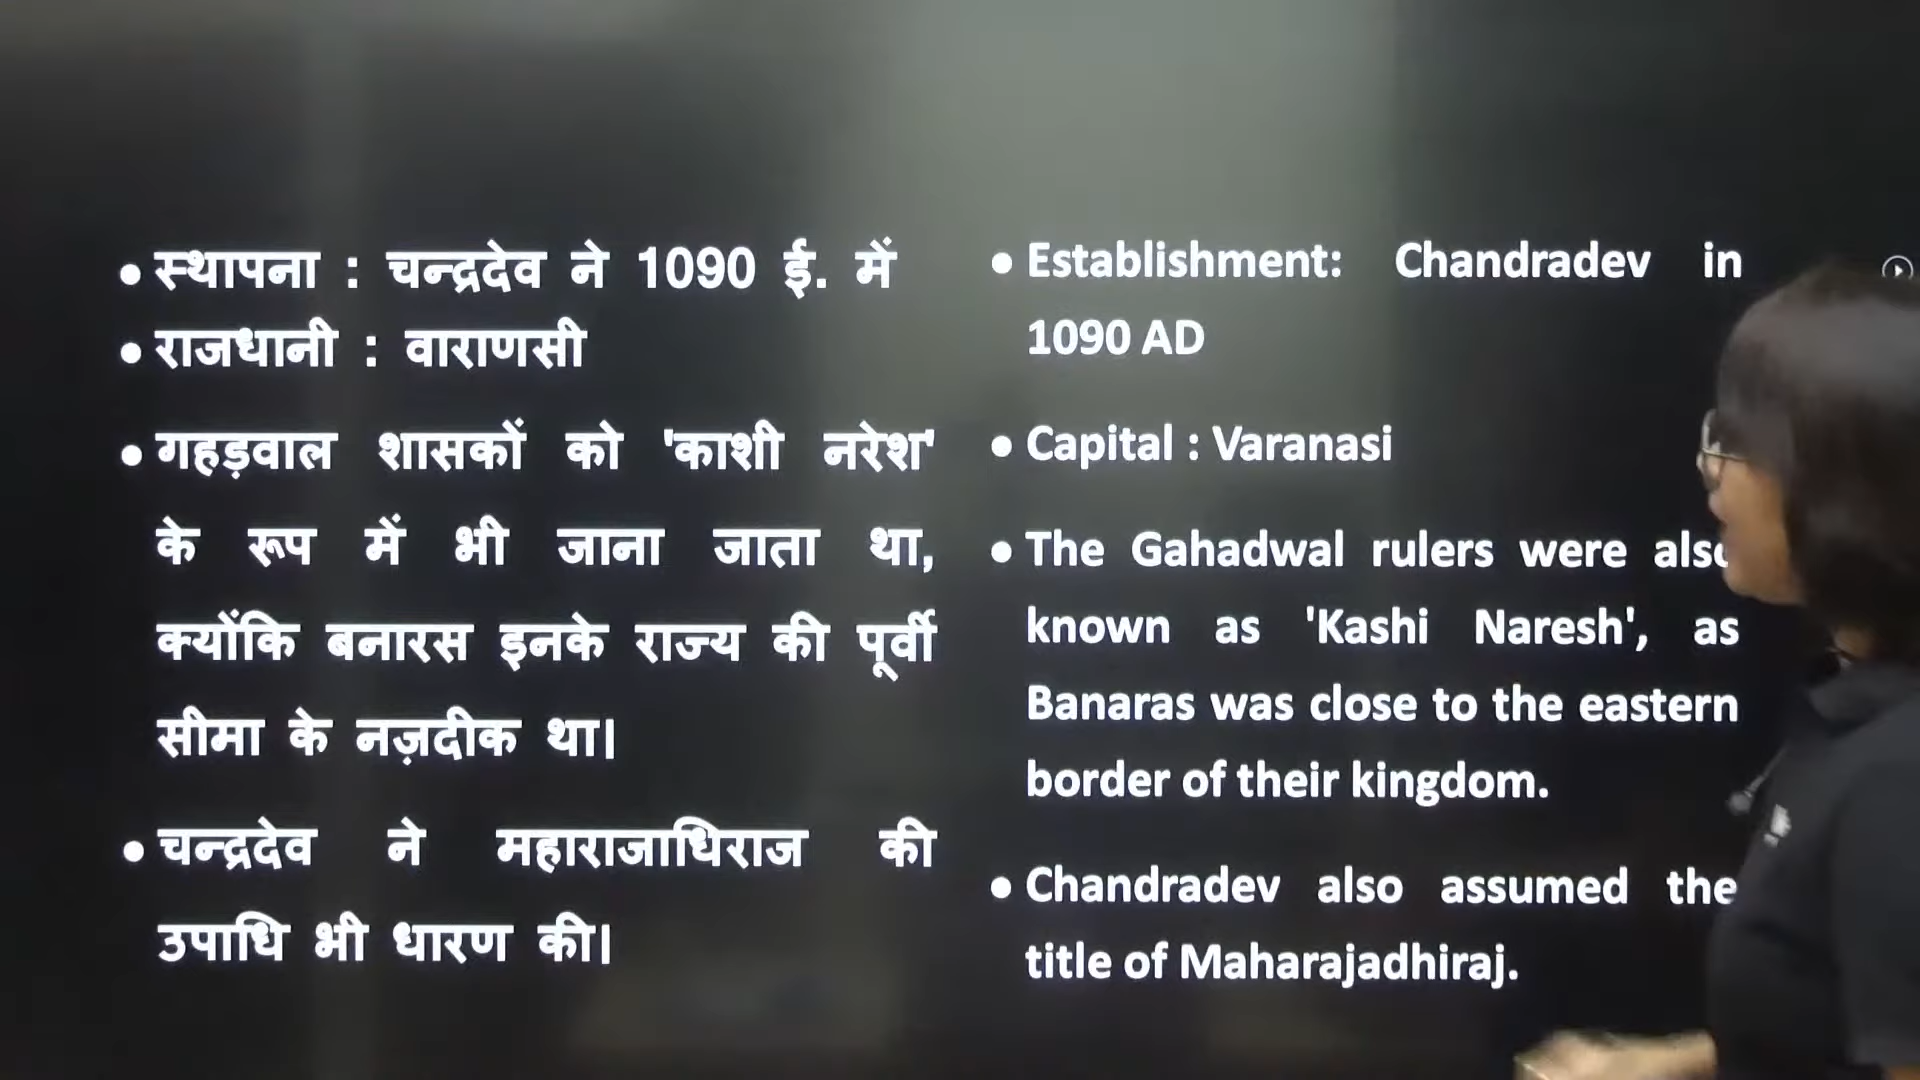 • स्थापना : चन्द्रदेव ने 1090 ई. में
• राजधानी : वाराणसी
• गहड़वाल शासकों को 'काशी नरेश'
के रूप में भी जाना जाता था,
क्योंकि बनारस इनके राज्य की पूर्वी
सीमा के नज़दीक था।
• चन्द्रदेव ने महाराजाधिराज की
उपाधि भी धारण की।
• Establishment: Chandradev in
1090 AD
• Capital : Varanasi
• The Gahadwal rulers were also
known as 'Kashi Naresh', as
Banaras was close to the eastern
border of their kingdom.
• Chandradev also assumed the
title of Maharajadhiraj.